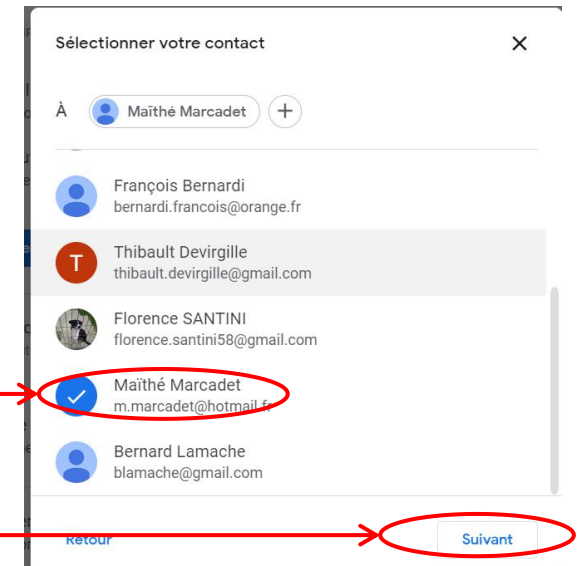 Sélectionner votre contact
À Maïthé Marcadet
François Bernardi
bernardi.francois@orange.fr
T
Thibault Devirgille
thibault.devirgille@gmail.com
Florence SANTINI
florence.santini58@gmail.com
Maïthé Marcadet
m.marcadet@hotmail.fr
Bernard Lamache
blamache@gmail.com
Retour Suivant